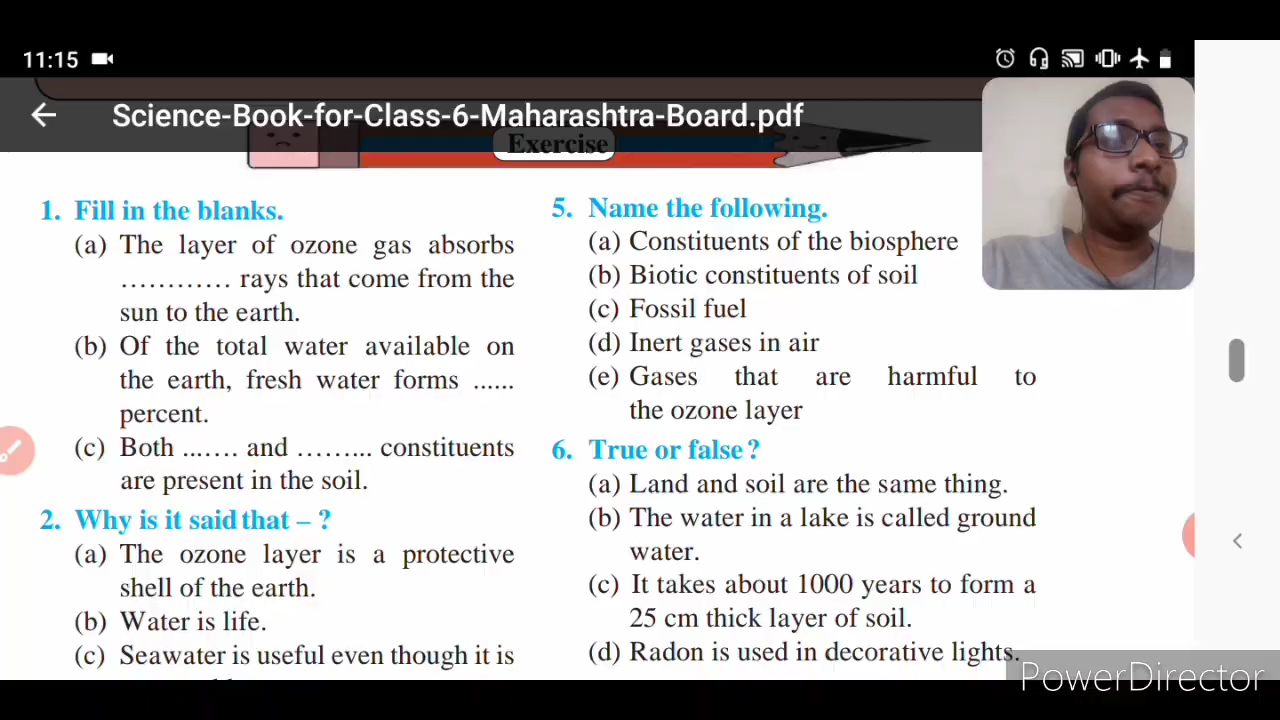 11:15
Science-Book-for-Class-6-Maharashtra-Board.pdf
Exercise
1. Fill in the blanks.
(a) The layer of ozone gas absorbs
………… rays that come from the
sun to the earth.
(b) Of the total water available on
the earth, fresh water forms ......
percent.
(c) Both ...…. and ……... constituents
are present in the soil.
2. Why is it said that – ?
(a) The ozone layer is a protective
shell of the earth.
(b) Water is life.
(c) Seawater is useful even though it is
5. Name the following.
(a) Constituents of the biosphere
(b) Biotic constituents of soil
(c) Fossil fuel
(d) Inert gases in air
(e) Gases that are harmful to
the ozone layer
6. True or false ?
(a) Land and soil are the same thing.
(b) The water in a lake is called ground
water.
(c) It takes about 1000 years to form a
25 cm thick layer of soil.
(d) Radon is used in decorative lights.
PowerDirector